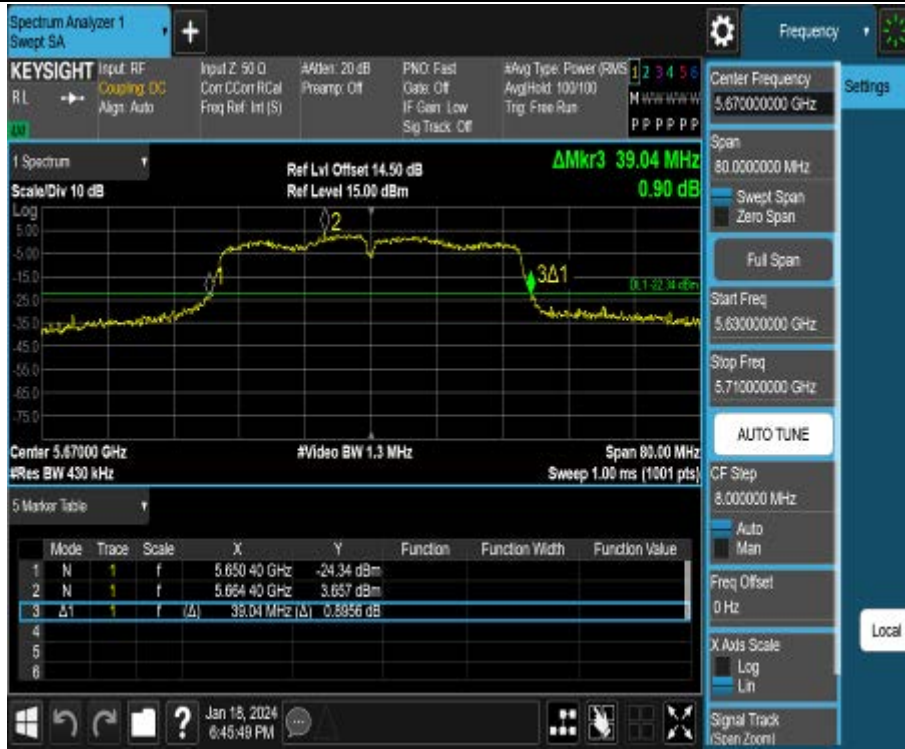 Spectrum Analyzer 1
Swept SA
Frequency
KEYSIGHT
RL
Input: RF
Coupling: DC
Align: Auto
Input Z: 50 Ω
Corr CCorr RCal
Freq Ref: Int (S)
#Atten: 20 dB
Preamp: Off
PNO: Fast
Gate: Off
IF Gain: Low
Sig Track: Off
#Avg Type: Power (RMS
Avg|Hold: 100/100
Trig: Free Run
1 2 3 4 5 6
M W W W W W
P P P P P P
1 Spectrum
Scale/Div 10 dB
Ref Lvl Offset 14.50 dB
Ref Level 15.00 dBm
ΔMkr3 39.04 MHz
0.90 dB
Log
5.00
-5.00
-15.0
-25.0
-35.0
-45.0
-55.0
-65.0
-75.0
2
3Δ1
DL1 -22.34 dBm
Center 5.67000 GHz
#Video BW 1.3 MHz
Span 80.00 MHz
#Res BW 430 kHz
Sweep 1.00 ms (1001 pts)
5 Marker Table
Mode Trace Scale X Y Function Function Width Function Value
1 N 1 f 5.650 40 GHz -24.34 dBm
2 N 1 f 5.664 40 GHz 3.657 dBm
3 Δ1 1 f (Δ) 39.04 MHz (Δ) 0.8956 dB
4
5
6
Jan 18, 2024
6:45:49 PM
Center Frequency
5.670000000 GHz
Settings
Span
80.0000000 MHz
Swept Span
Zero Span
Full Span
Start Freq
5.630000000 GHz
Stop Freq
5.710000000 GHz
AUTO TUNE
CF Step
8.000000 MHz
Auto
Man
Freq Offset
0 Hz
X Axis Scale
Log
Lin
Signal Track
(Span Zoom)
Local